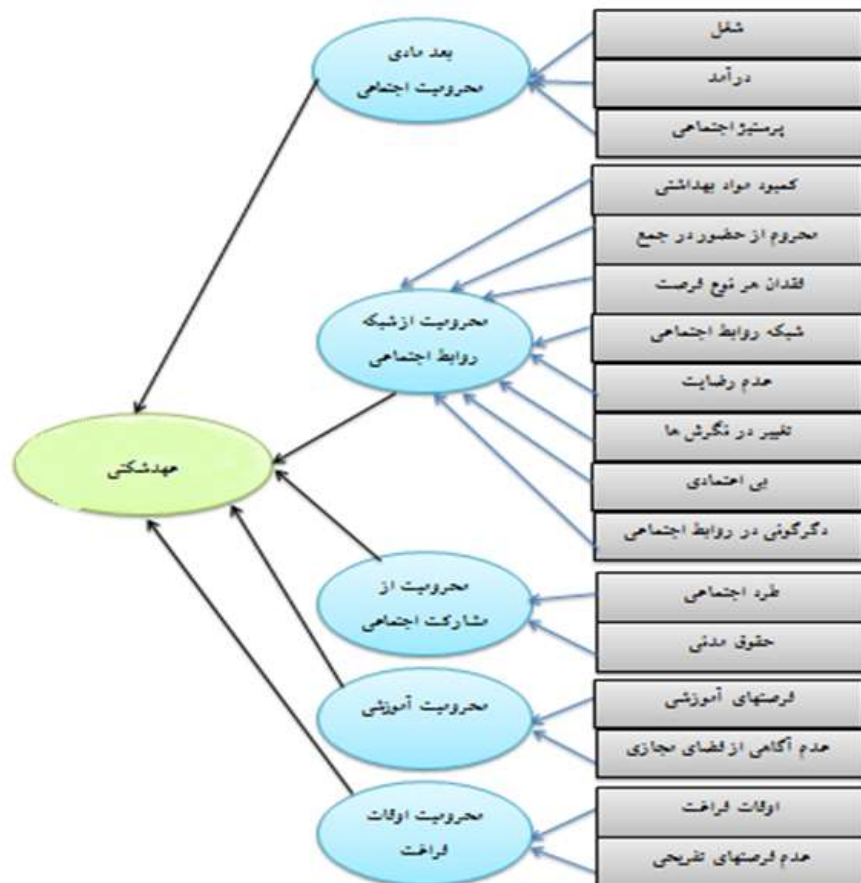 شغل
درآمد
پرستیژ اجتماعی
بعد مادی
محرومیت اجتماعی
کمبود مواد بهداشتی
محروم از حضور در جمع
فقدان هر نوع فرصت
شبکه روابط اجتماعی
عدم رضایت
تغییر در نگرش ها
بی اعتمادی
دگرگونی در روابط اجتماعی
محرومیت ازشبکه
روابط اجتماعی
عهدشکنی
طرد اجتماعی
حقوق مدنی
محرومیت از
مشارکت اجتماعی
فرصتهای آموزشی
عدم آگاهی از فضای مجازی
محرومیت آموزشی
اوقات فراغت
عدم فرصتهای تفریحی
محرومیت اوقات
فراغت